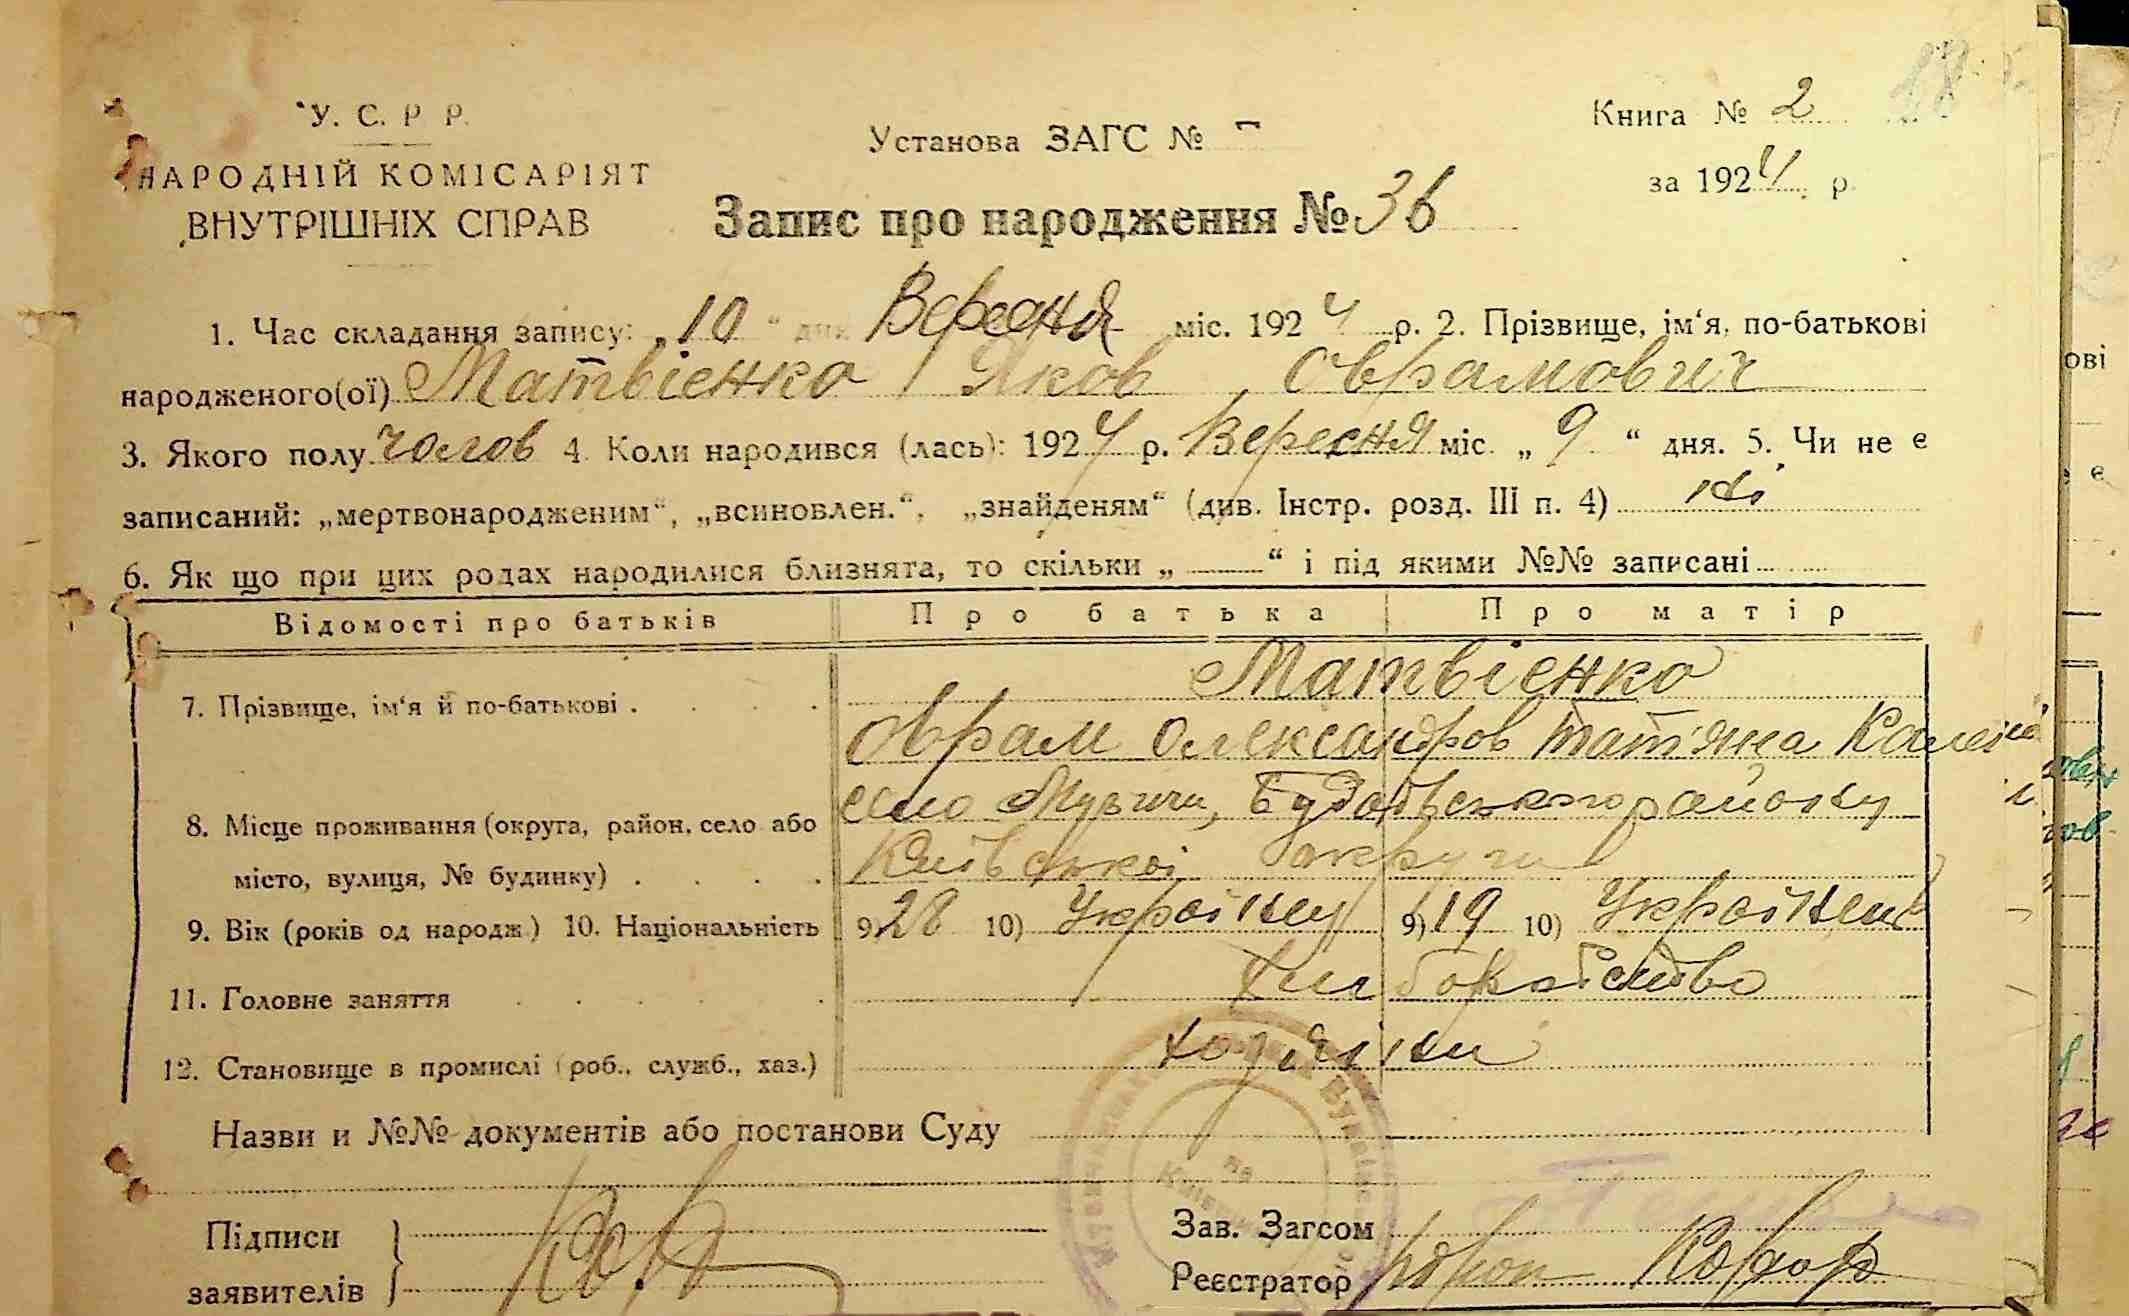 У. С. Р Р.
Книга № 2
Установа ЗАГС №
НАРОДНІЙ КОМІСАРІЯТ
за 1924 р.
ВНУТРІШНІХ СПРАВ
Запис про народження № 36
1. Час складання запису: „10“ дня Вересня міс. 1924 р. 2. Прізвище, ім‘я, по-батькові
народженого(ої) Матвієнко Яков Оврамович
3. Якого полу чолов 4. Коли народився (лась): 1924 р. Вересня міс. „9“ дня. 5. Чи не є
записаний: „мертвонародженим“, „всиновлен.“, „знайденям“ (див. Інстр. розд. III п. 4) ні
6. Як що при цих родах народилися близнята, то скільки „ “ і під якими №№ записані
Відомості про батьків Про батька Про матір
Матвієнко
7. Прізвище, ім‘я й по-батькові
Оврам Олександров Татяна
8. Місце проживання (округа, район, село або
село Музичи, району
місто, вулиця, № будинку)
Київської округи
9. Вік (років од народж.) 10. Національність 9) 28 10) Українец 9) 19 10) Українка
11. Головне заняття Хліборобство
12. Становище в промислі (роб., служб., хаз.) хозяіни
Назви и №№ документів або постанови Суду
Підписи
заявителів
Зав. Загсом
Реєстратор